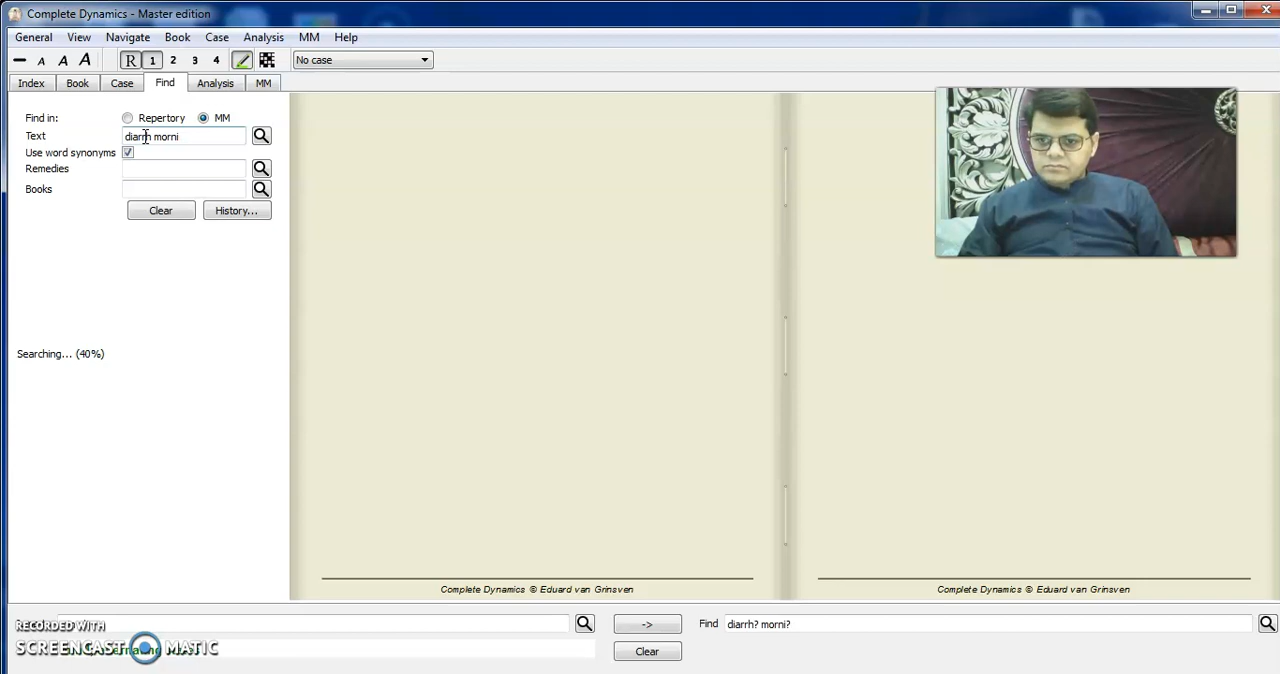 Complete Dynamics - Master edition
General View Navigate Book Case Analysis MM Help
A A A R 1 2 3 4 No case
Index Book Case Find Analysis MM
Find in: Repertory MM
Text diarrh morni
Use word synonyms
Remedies
Books
Clear History...
Searching... (40%)
Complete Dynamics © Eduard van Grinsven
Complete Dynamics © Eduard van Grinsven
-> Find diarrh? morni?
RECORDED WITH
SCREENCAST MATIC
Clear